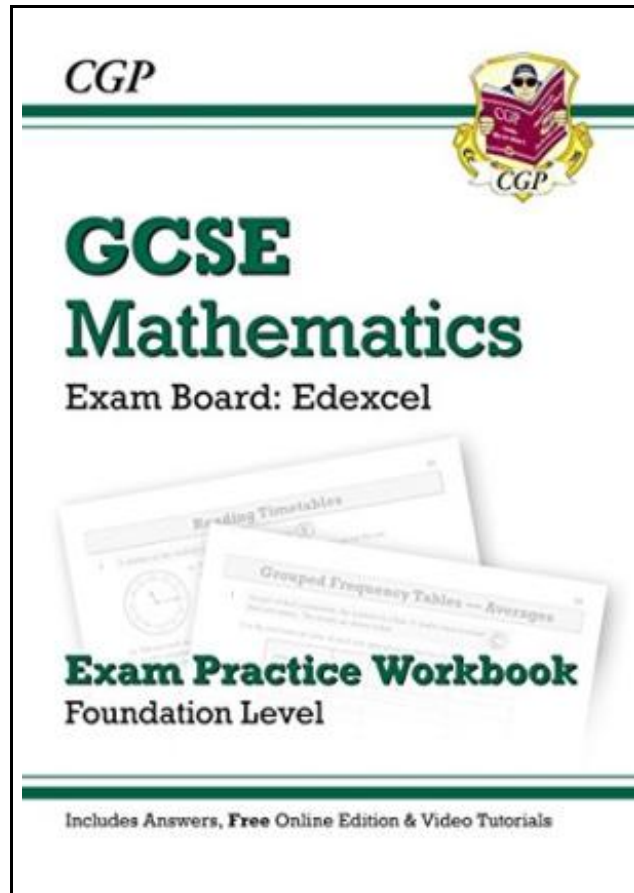 CGP
CGP
CGP
GCSE
Mathematics
Exam Board: Edexcel
Reading Timetables
Grouped Frequency Tables — Averages
Exam Practice Workbook
Foundation Level
Includes Answers, Free Online Edition & Video Tutorials